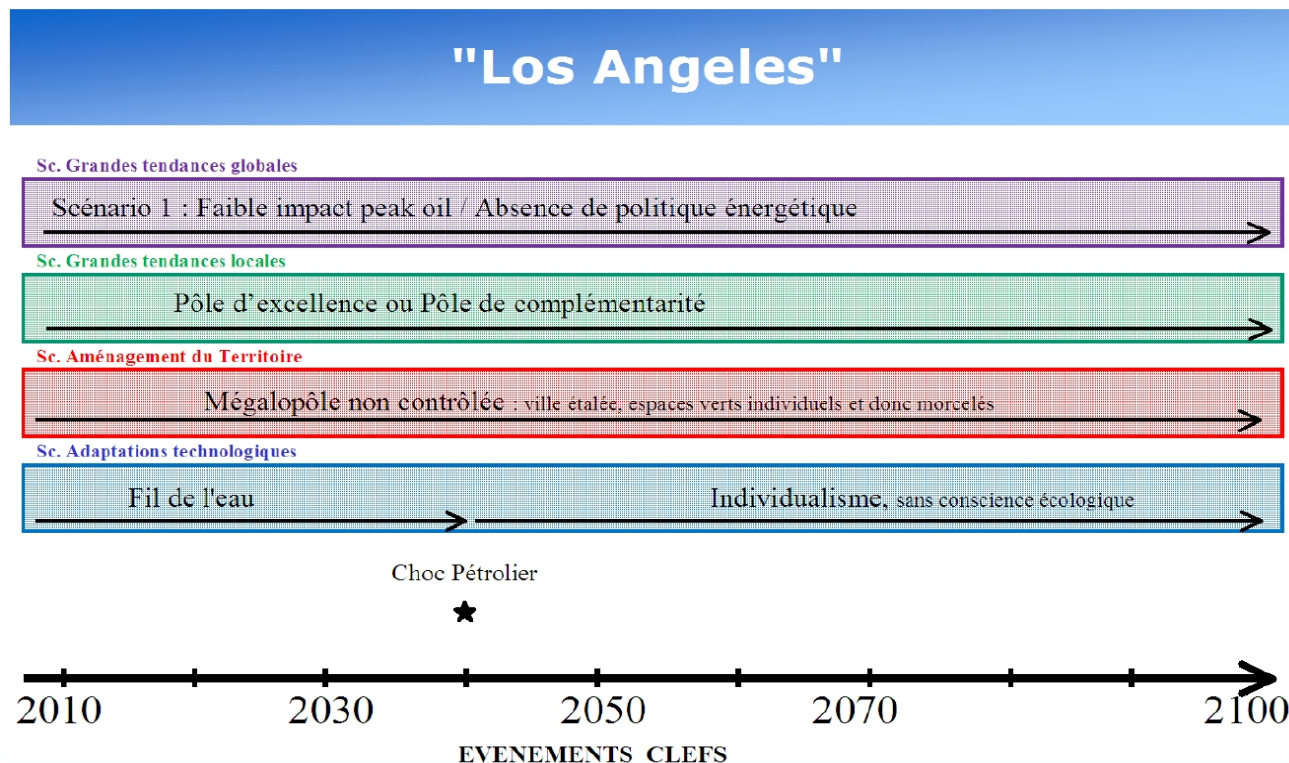 "Los Angeles"
Sc. Grandes tendances globales
Scénario 1 : Faible impact peak oil / Absence de politique énergétique
Sc. Grandes tendances locales
Pôle d’excellence ou Pôle de complémentarité
Sc. Aménagement du Territoire
Mégalopôle non contrôlée : ville étalée, espaces verts individuels et donc morcelés
Sc. Adaptations technologiques
Fil de l'eau Individualisme, sans conscience écologique
Choc Pétrolier
2010 2030 2050 2070 2100
EVENEMENTS CLEFS